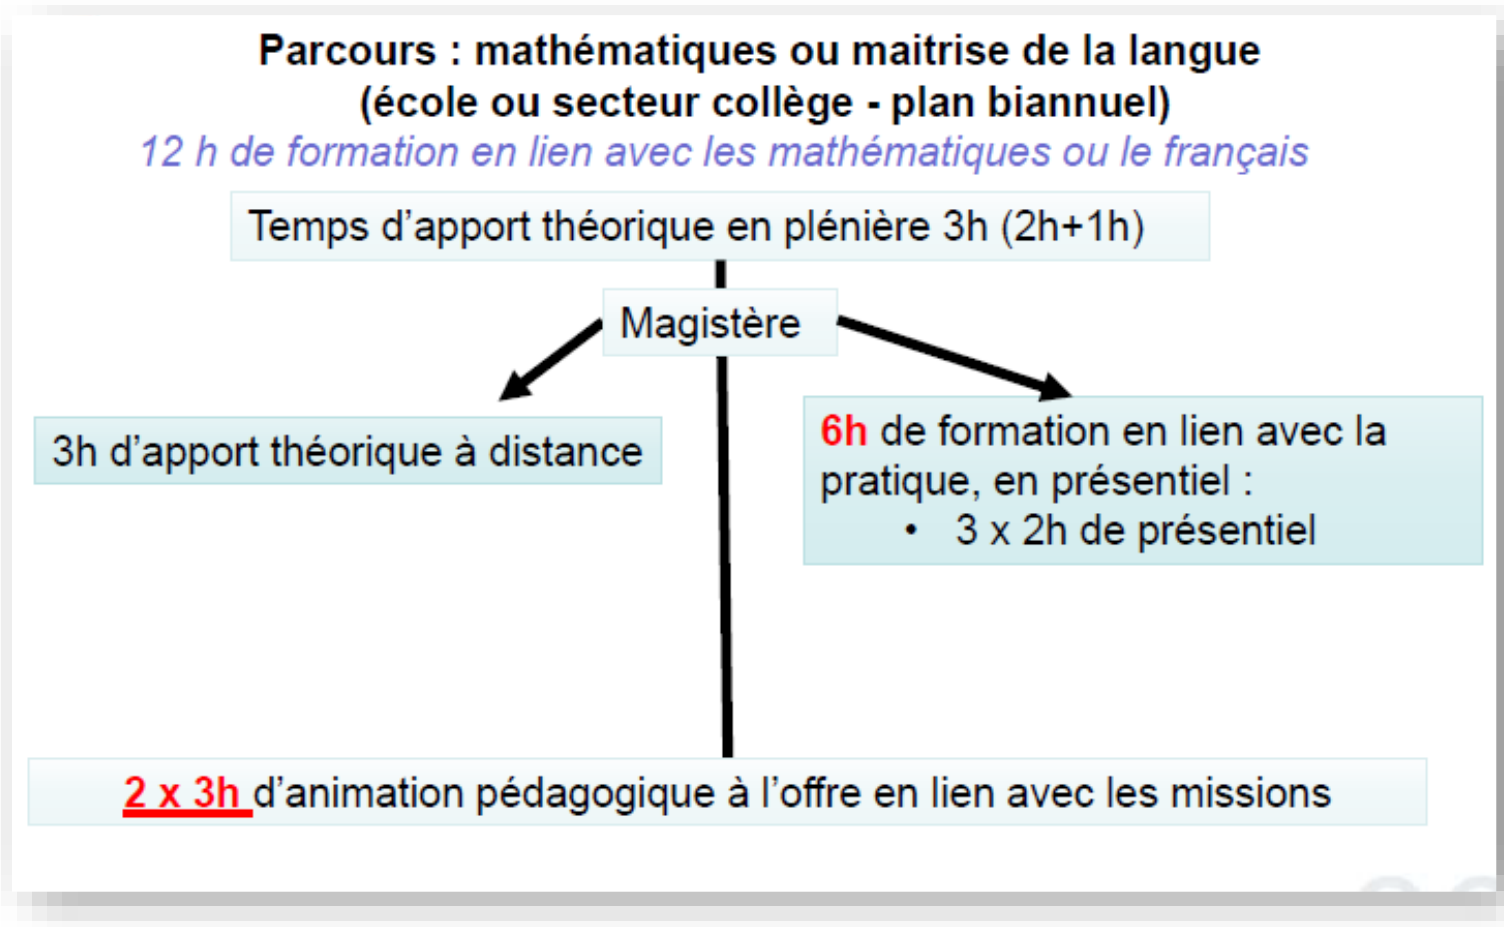 Parcours : mathématiques ou maitrise de la langue
(école ou secteur collège - plan biannuel)
12 h de formation en lien avec les mathématiques ou le français
Temps d’apport théorique en plénière 3h (2h+1h)
Magistère
3h d’apport théorique à distance
6h de formation en lien avec la
pratique, en présentiel :
• 3 x 2h de présentiel
2 x 3h d’animation pédagogique à l’offre en lien avec les missions